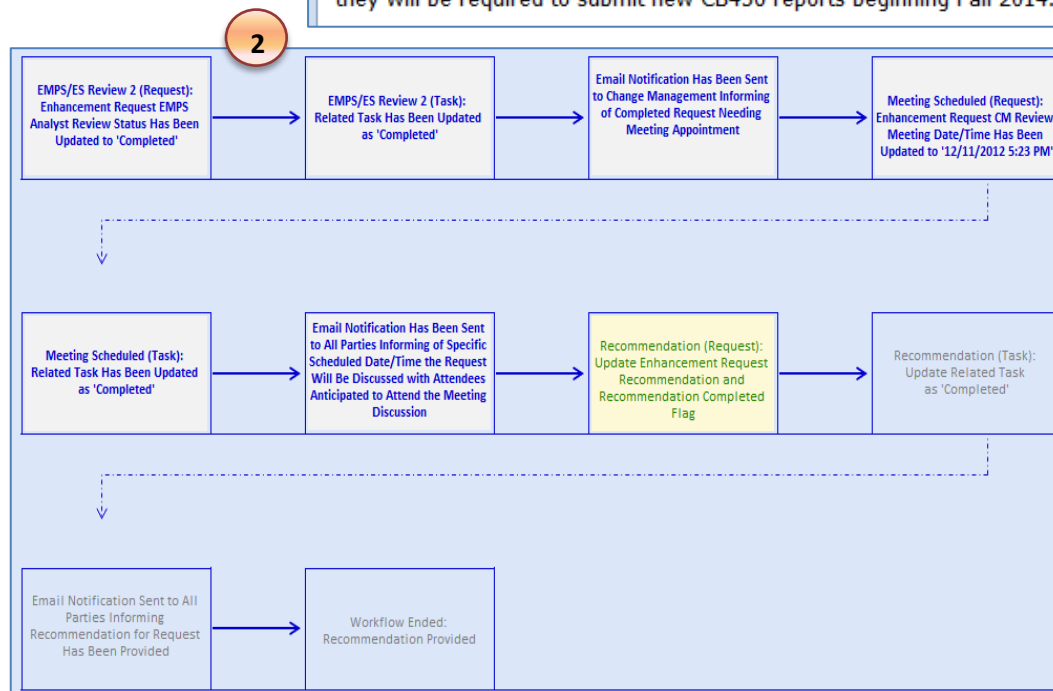 they will be required to submit new CB436 reports beginning Fall 2014.
2
EMPS/ES Review 2 (Request):
Enhancement Request EMPS
Analyst Review Status Has Been
Updated to 'Completed'
EMPS/ES Review 2 (Task):
Related Task Has Been Updated
as 'Completed'
Email Notification Has Been Sent
to Change Management Informing
of Completed Request Needing
Meeting Appointment
Meeting Scheduled (Request):
Enhancement Request CM Review
Meeting Date/Time Has Been
Updated to '12/11/2012 5:23 PM'
Meeting Scheduled (Task):
Related Task Has Been Updated
as 'Completed'
Email Notification Has Been Sent
to All Parties Informing of Specific
Scheduled Date/Time the Request
Will Be Discussed with Attendees
Anticipated to Attend the Meeting
Discussion
Recommendation (Request):
Update Enhancement Request
Recommendation and
Recommendation Completed
Flag
Recommendation (Task):
Update Related Task
as 'Completed'
Email Notification Sent to All
Parties Informing
Recommendation for Request
Has Been Provided
Workflow Ended:
Recommendation Provided